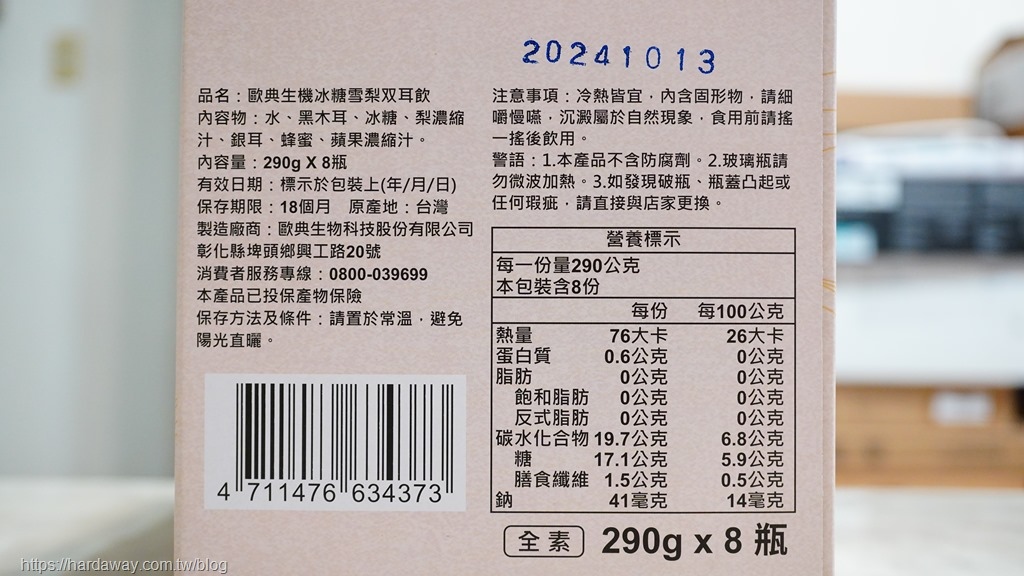 20241013
品名：歐典生機冰糖雪梨双耳飲
內容物：水、黑木耳、冰糖、梨濃縮
汁、銀耳、蜂蜜、蘋果濃縮汁。
內容量：290g X 8瓶
有效日期：標示於包裝上(年/月/日)
保存期限：18個月　原產地：台灣
製造廠商：歐典生物科技股份有限公司
彰化縣埤頭鄉興工路20號
消費者服務專線：0800-039699
本產品已投保產物保險
保存方法及條件：請置於常溫，避免
陽光直曬。
4 711476 634373
注意事項：冷熱皆宜，內含固形物，請細
嚼慢嚥，沉澱屬於自然現象，食用前請搖
一搖後飲用。
警語：1.本產品不含防腐劑。2.玻璃瓶請
勿微波加熱。3.如發現破瓶、瓶蓋凸起或
任何瑕疵，請直接與店家更換。
營養標示
每一份量290公克
本包裝含8份
每份　每100公克
熱量 76大卡 26大卡
蛋白質 0.6公克 0公克
脂肪 0公克 0公克
飽和脂肪 0公克 0公克
反式脂肪 0公克 0公克
碳水化合物 19.7公克 6.8公克
糖 17.1公克 5.9公克
膳食纖維 1.5公克 0.5公克
鈉 41毫克 14毫克
全素 290g x 8 瓶
https://hardaway.com.tw/blog